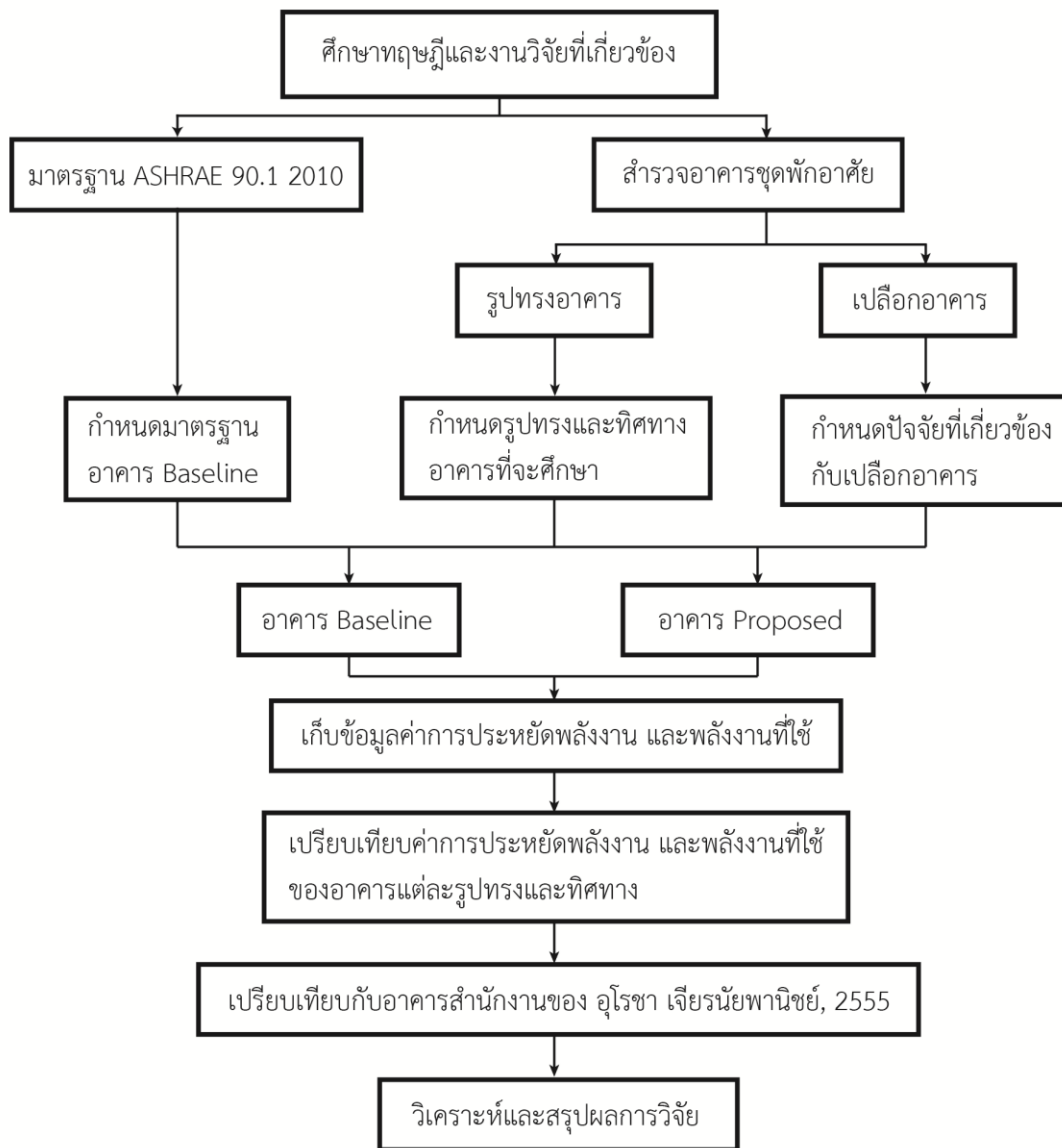 ศึกษาทฤษฎีและงานวิจัยที่เกี่ยวข้อง
มาตรฐาน ASHRAE 90.1 2010
สำรวจอาคารชุดพักอาศัย
รูปทรงอาคาร
เปลือกอาคาร
กำหนดมาตรฐาน
อาคาร Baseline
กำหนดรูปทรงและทิศทาง
อาคารที่จะศึกษา
กำหนดปัจจัยที่เกี่ยวข้อง
กับเปลือกอาคาร
อาคาร Baseline
อาคาร Proposed
เก็บข้อมูลค่าการประหยัดพลังงาน และพลังงานที่ใช้
เปรียบเทียบค่าการประหยัดพลังงาน และพลังงานที่ใช้
ของอาคารแต่ละรูปทรงและทิศทาง
เปรียบเทียบกับอาคารสำนักงานของ อุโรชา เจียรนัยพานิชย์, 2555
วิเคราะห์และสรุปผลการวิจัย